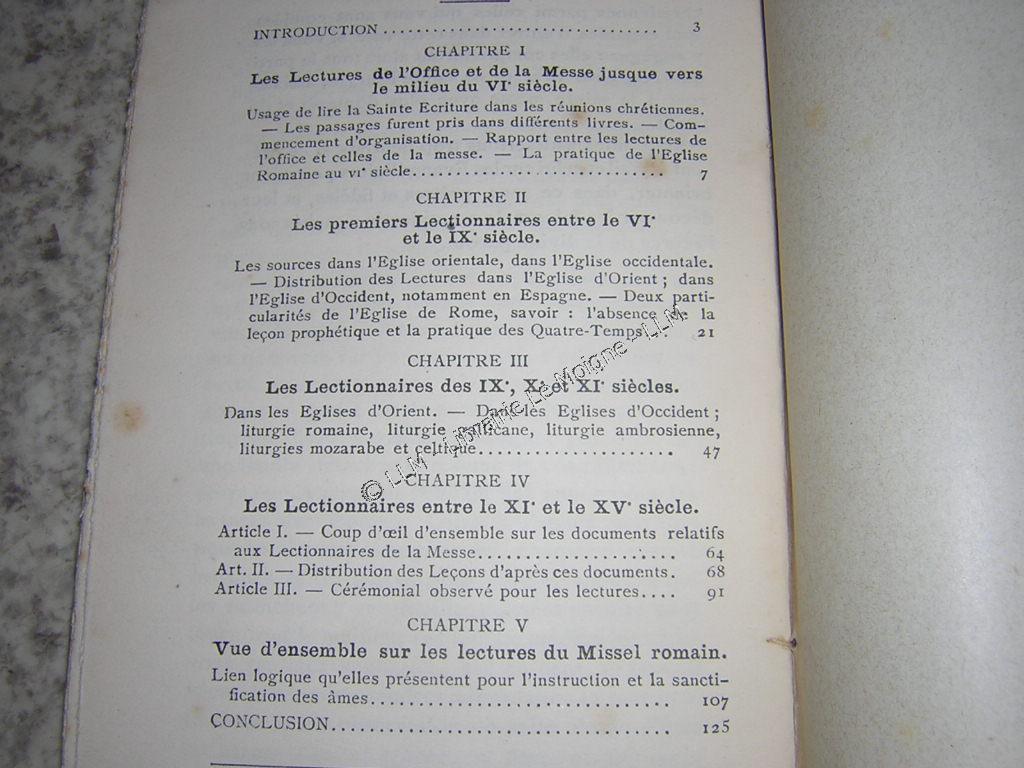 INTRODUCTION ................................ 3
CHAPITRE I
Les Lectures de l'Office et de la Messe jusque vers
le milieu du VIe siècle.
Usage de lire la Sainte Ecriture dans les réunions chrétiennes.
— Les passages furent pris dans différents livres. — Com-
mencement d'organisation. — Rapport entre les lectures de
l'office et celles de la messe. — La pratique de l'Eglise
Romaine au VIe siècle.............................. 7
CHAPITRE II
Les premiers Lectionnaires entre le VIe
et le IXe siècle.
Les sources dans l'Eglise orientale, dans l'Eglise occidentale.
— Distribution des Lectures dans l'Eglise d'Orient ; dans
l'Eglise d'Occident, notamment en Espagne. — Deux parti-
cularités de l'Eglise de Rome, savoir : l'absence de la
leçon prophétique et la pratique des Quatre-Temps... 21
CHAPITRE III
Les Lectionnaires des IXe, Xe et XIe siècles.
Dans les Eglises d'Orient. — Dans les Eglises d'Occident ;
liturgie romaine, liturgie gallicane, liturgie ambrosienne,
liturgies mozarabe et celtique...................... 47
CHAPITRE IV
Les Lectionnaires entre le XIe et le XVe siècle.
Article I. — Coup d'œil d'ensemble sur les documents relatifs
aux Lectionnaires de la Messe.................... 64
Art. II. — Distribution des Leçons d'après ces documents. 68
Article III. — Cérémonial observé pour les lectures.... 91
CHAPITRE V
Vue d'ensemble sur les lectures du Missel romain.
Lien logique qu'elles présentent pour l'instruction et la sancti-
fication des âmes............................... 107
CONCLUSION................................... 125
© LLM - Librairie Le Moigne - LLM